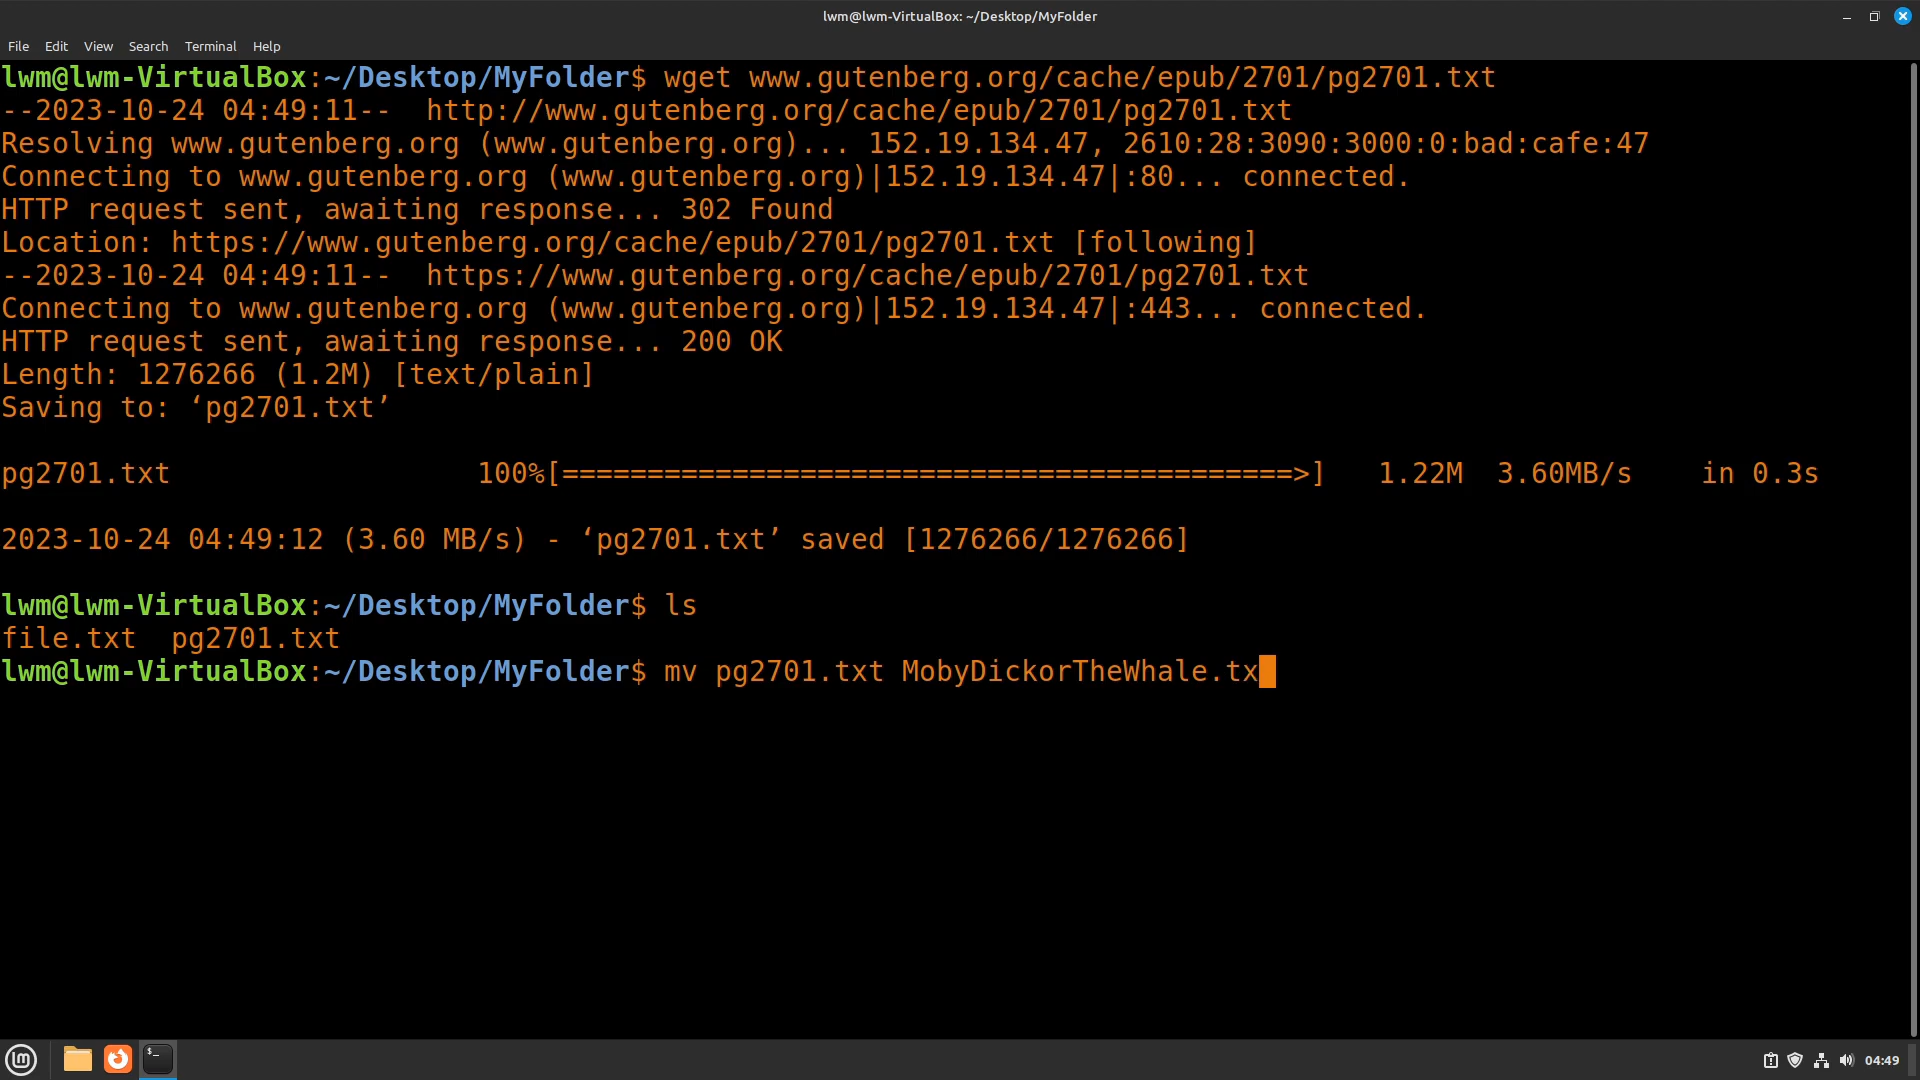 lwm@lwm-VirtualBox: ~/Desktop/MyFolder
File Edit View Search Terminal Help
lwm@lwm-VirtualBox:~/Desktop/MyFolder$ wget www.gutenberg.org/cache/epub/2701/pg2701.txt
--2023-10-24 04:49:11--  http://www.gutenberg.org/cache/epub/2701/pg2701.txt
Resolving www.gutenberg.org (www.gutenberg.org)... 152.19.134.47, 2610:28:3090:3000:0:bad:cafe:47
Connecting to www.gutenberg.org (www.gutenberg.org)|152.19.134.47|:80... connected.
HTTP request sent, awaiting response... 302 Found
Location: https://www.gutenberg.org/cache/epub/2701/pg2701.txt [following]
--2023-10-24 04:49:11--  https://www.gutenberg.org/cache/epub/2701/pg2701.txt
Connecting to www.gutenberg.org (www.gutenberg.org)|152.19.134.47|:443... connected.
HTTP request sent, awaiting response... 200 OK
Length: 1276266 (1.2M) [text/plain]
Saving to: ‘pg2701.txt’
pg2701.txt                  100%[===========================================>]   1.22M  3.60MB/s    in 0.3s
2023-10-24 04:49:12 (3.60 MB/s) - ‘pg2701.txt’ saved [1276266/1276266]
lwm@lwm-VirtualBox:~/Desktop/MyFolder$ ls
file.txt  pg2701.txt
lwm@lwm-VirtualBox:~/Desktop/MyFolder$ mv pg2701.txt MobyDickorTheWhale.tx
04:49